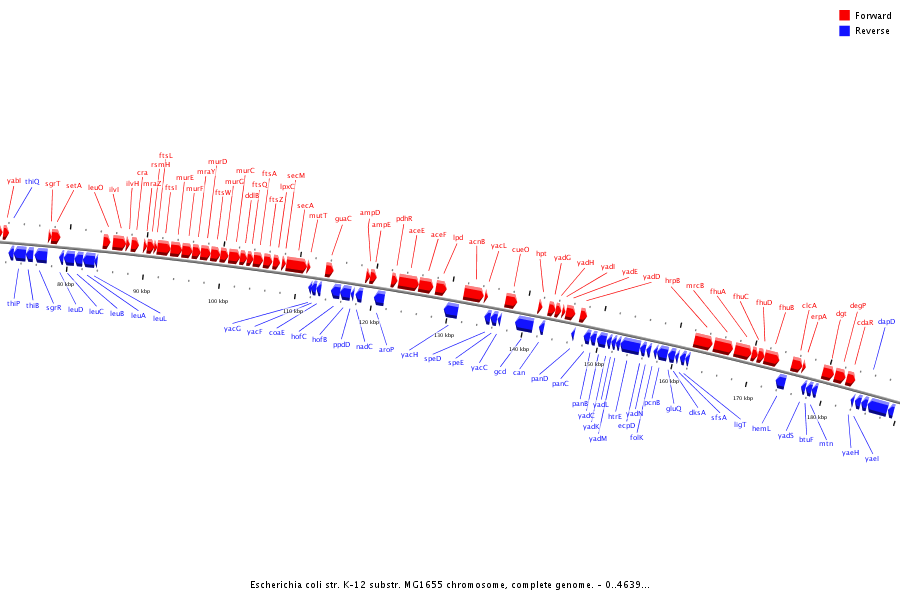 Forward
Reverse
ftsL
rsmH
murD
cra
mraY
murC
ftsA
secM
yabI
thiQ
sgrT
setA
leuO
ilvI
ilvH
mraZ
ftsI
murE
murF
ftsW
murG
ddlB
ftsQ
ftsZ
lpxC
secA
mutT
guaC
ampD
ampE
pdhR
aceE
aceF
lpd
acnB
yacL
cueO
hpt
yadG
yadH
yadI
yadE
yadD
hrpB
mrcB
fhuA
fhuC
fhuD
fhuB
clcA
erpA
dgt
degP
cdaR
dapD
80 kbp
90 kbp
100 kbp
110 kbp
120 kbp
130 kbp
140 kbp
150 kbp
160 kbp
170 kbp
180 kbp
thiP
thiB
sgrR
leuD
leuC
leuB
leuA
leuL
yacG
yacF
coaE
hofC
hofB
ppdD
nadC
aroP
yacH
speD
speE
yacC
gcd
can
panD
panC
panB
yadC
yadK
yadL
yadM
htrE
ecpD
yadN
folK
pcnB
gluQ
dksA
sfsA
ligT
hemL
yadS
btuF
mtn
yaeH
yaeI
Escherichia coli str. K-12 substr. MG1655 chromosome, complete genome. - 0..4639...